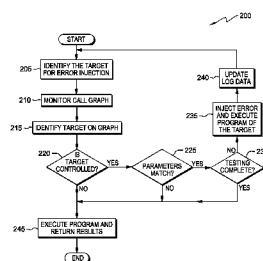 200
START
205
IDENTIFY THE TARGET
FOR ERROR INJECTION
210
MONITOR CALL GRAPH
215
IDENTIFY TARGET ON GRAPH
220
IS
TARGET
CONTROLLED?
YES
NO
225
PARAMETERS
MATCH?
YES
NO
23
TESTING
COMPLETE?
NO
YES
235
INJECT ERROR
AND EXECUTE
PROGRAM OF
THE TARGET
240
UPDATE
LOG DATA
245
EXECUTE PROGRAM AND
RETURN RESULTS
END